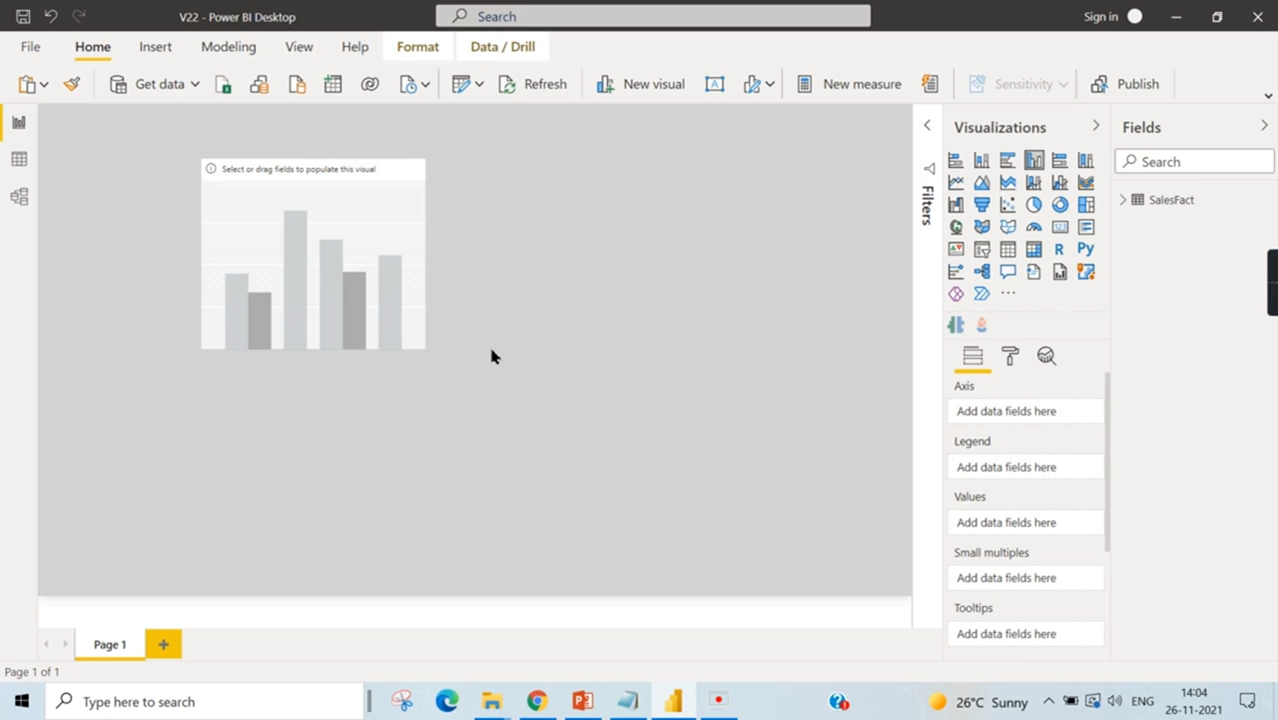 V22 - Power BI Desktop
Search
Sign in
File Home Insert Modeling View Help Format Data / Drill
Get data
Refresh
New visual
New measure
Sensitivity
Publish
Select or drag fields to populate this visual
Filters
Visualizations
R
Py
123
Axis
Add data fields here
Legend
Add data fields here
Values
Add data fields here
Small multiples
Add data fields here
Tooltips
Add data fields here
Fields
Search
SalesFact
Page 1
Page 1 of 1
Type here to search
26°C Sunny
ENG
14:04
26-11-2021